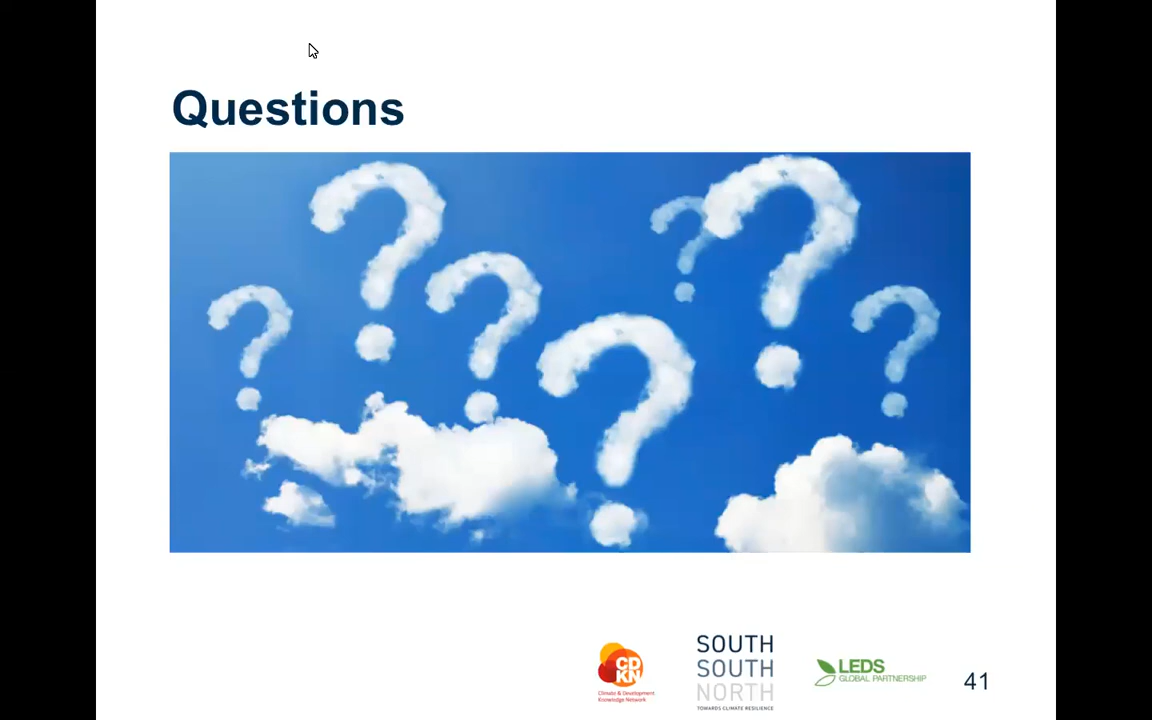 Questions
CDKN
Climate & Development
Knowledge Network
SOUTH
SOUTH
NORTH
TOWARDS CLIMATE RESILIENCE
LEDS
GLOBAL PARTNERSHIP
41